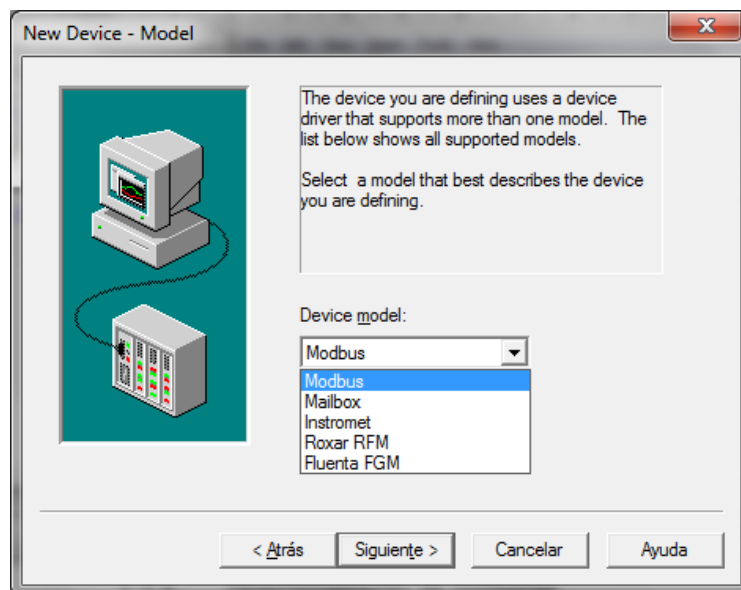 New Device - Model
The device you are defining uses a device
driver that supports more than one model. The
list below shows all supported models.
Select a model that best describes the device
you are defining.
Device model:
Modbus
Modbus
Mailbox
Instromet
Roxar RFM
Fluenta FGM
< Atrás
Siguiente >
Cancelar
Ayuda